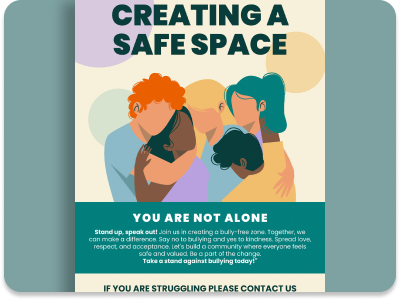 CREATING A
SAFE SPACE
YOU ARE NOT ALONE
Stand up, speak out! Join us in creating a bully-free zone. Together, we
can make a difference. Say no to bullying and yes to kindness. Spread love,
respect, and acceptance. Let's build a community where everyone feels
safe and valued. Be a part of the change.
Take a stand against bullying today!"
IF YOU ARE STRUGGLING PLEASE CONTACT US